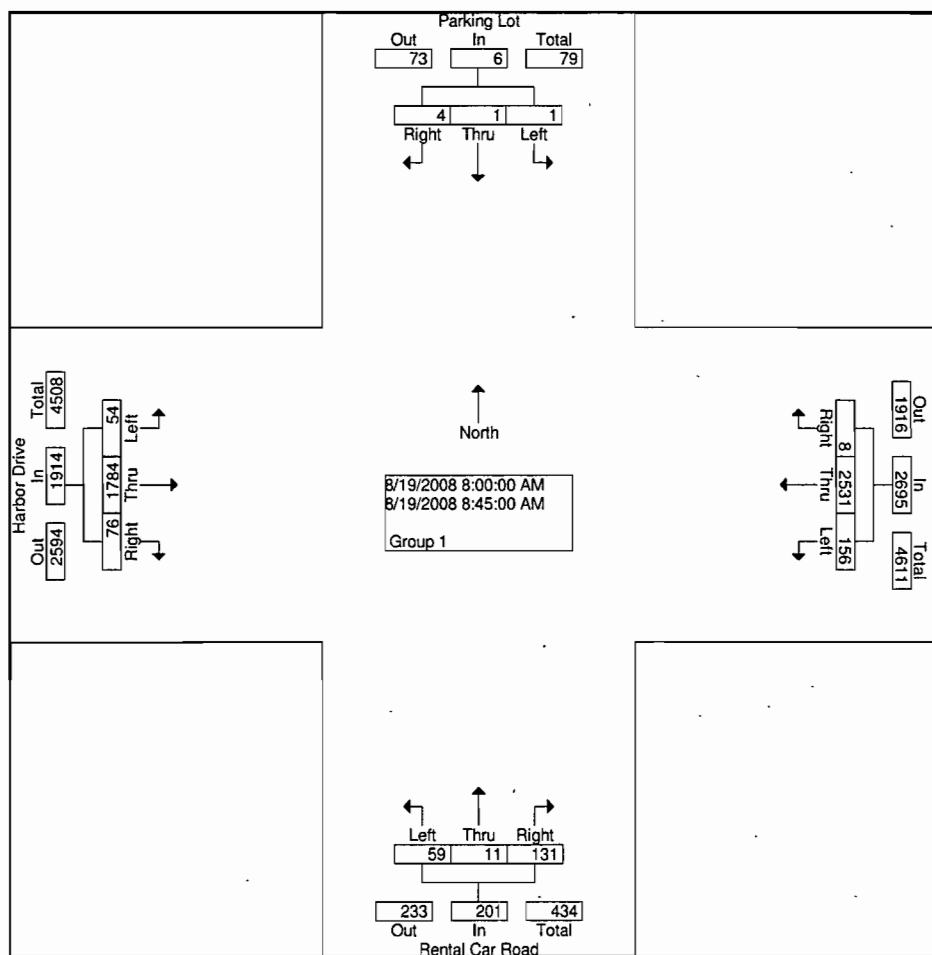 Parking Lot
Out In Total
73 6 79
4 1 1
Right Thru Left
Harbor Drive
Total In Out
4508 1914 2594
54 1784 76
Left Thru Right
North
8/19/2008 8:00:00 AM
8/19/2008 8:45:00 AM
Group 1
Right Thru Left
8 2531 156
Out In Total
1916 2695 4611
Left Thru Right
59 11 131
233 201 434
Out In Total
Rental Car Road